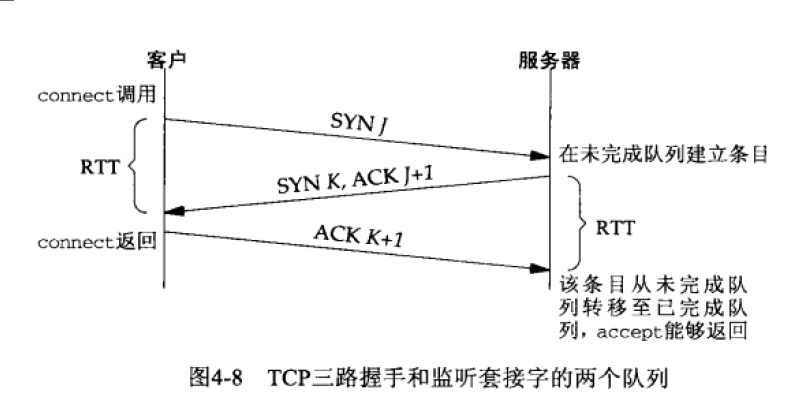 客户
服务器
connect调用
SYN J
RTT
在未完成队列建立条目
SYN K, ACK J+1
RTT
connect返回
ACK K+1
该条目从未完成队
列转移至已完成队
列，accept能够返回
图4-8 TCP三路握手和监听套接字的两个队列